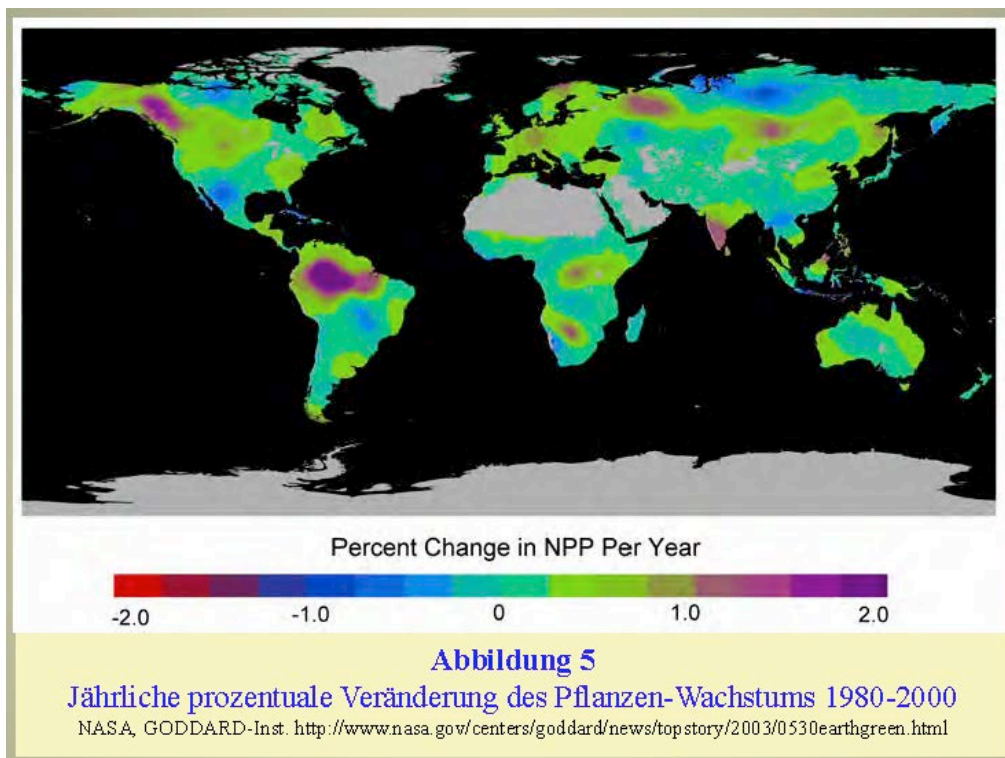 Percent Change in NPP Per Year
-2.0 -1.0 0 1.0 2.0
Abbildung 5
Jährliche prozentuale Veränderung des Pflanzen-Wachstums 1980-2000
NASA, GODDARD-Inst. http://www.nasa.gov/centers/goddard/news/topstory/2003/0530earthgreen.html